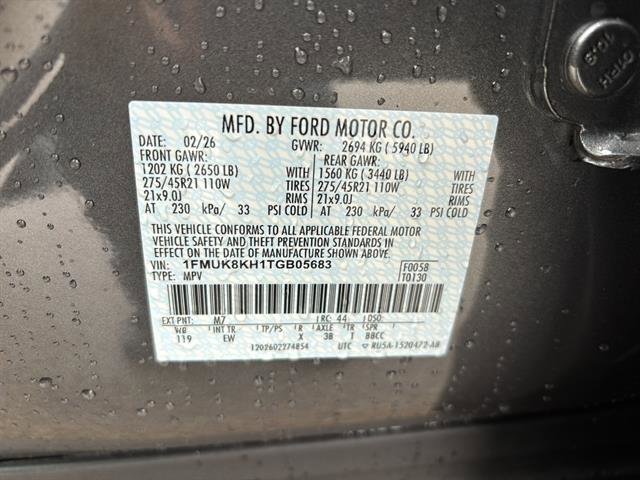 MFD. BY FORD MOTOR CO.
DATE: 02/26 GVWR: 2694 KG ( 5940 LB)
FRONT GAWR: REAR GAWR:
1202 KG ( 2650 LB) WITH 1560 KG ( 3440 LB) WITH
275/45R21 110W TIRES 275/45R21 110W TIRES
21x9.0J RIMS 21x9.0J RIMS
AT 230 kPa/ 33 PSI COLD AT 230 kPa/ 33 PSI COLD
THIS VEHICLE CONFORMS TO ALL APPLICABLE FEDERAL MOTOR
VEHICLE SAFETY AND THEFT PREVENTION STANDARDS IN EFFECT
ON THE DATE OF MANUFACTURE SHOWN ABOVE.
VIN: 1FMUK8KH1TGB05683 F0058
TYPE: MPV T0130
EXT PNT: M7 RC: 44 DSO:
WB INT TR TP/PS R AXLE TR SPR
119 EW X 3B T BBCC
1202602274854 UTC RU5A-1520472-AB